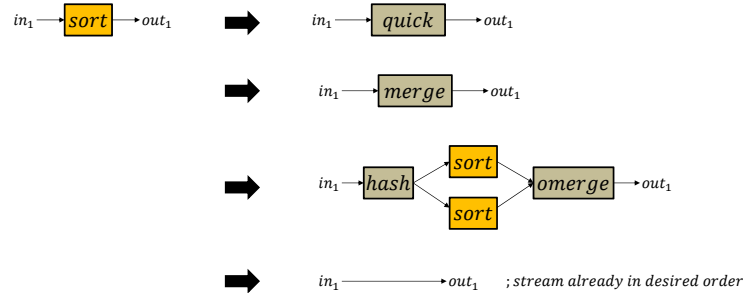 in₁ sort out₁ in₁ quick out₁
in₁ merge out₁
sort
in₁ hash omerge out₁
sort
in₁ out₁ ; stream already in desired order